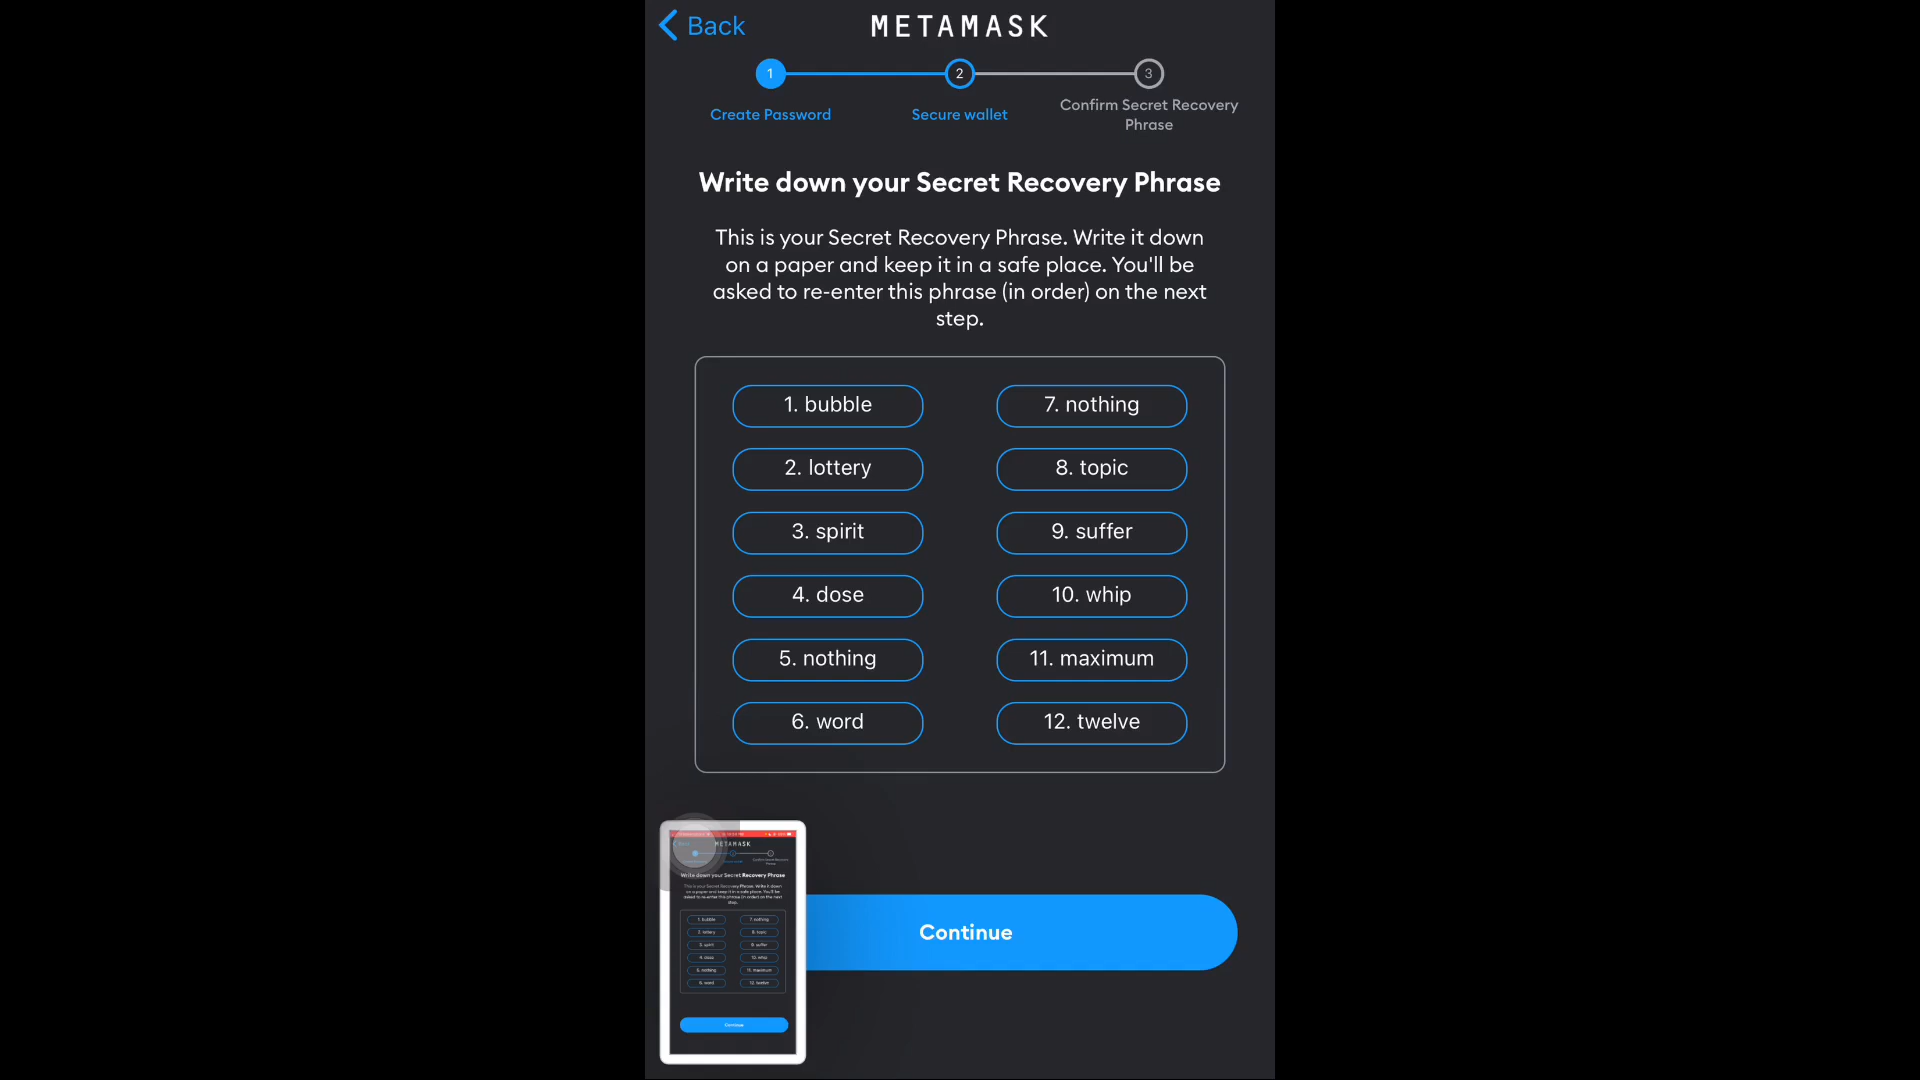 Back
METAMASK
1
2
3
Create Password
Secure wallet
Confirm Secret Recovery
Phrase
Write down your Secret Recovery Phrase
This is your Secret Recovery Phrase. Write it down
on a paper and keep it in a safe place. You'll be
asked to re-enter this phrase (in order) on the next
step.
1. bubble
7. nothing
2. lottery
8. topic
3. spirit
9. suffer
4. dose
10. whip
5. nothing
11. maximum
6. word
12. twelve
Continue